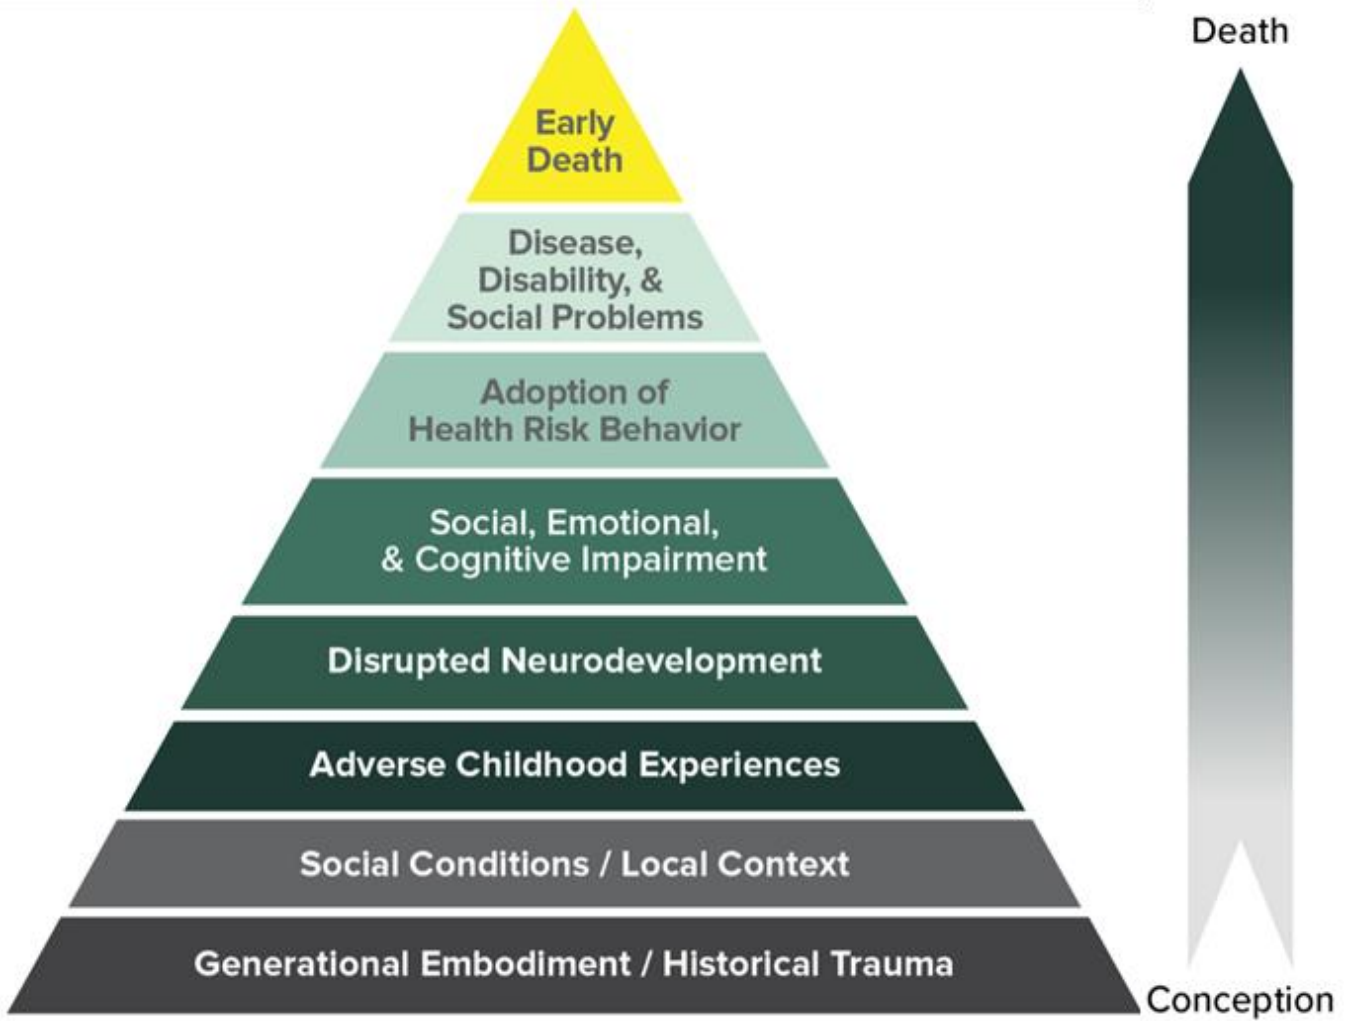 Death
Early
Death
Disease,
Disability, &
Social Problems
Adoption of
Health Risk Behavior
Social, Emotional,
& Cognitive Impairment
Disrupted Neurodevelopment
Adverse Childhood Experiences
Social Conditions / Local Context
Generational Embodiment / Historical Trauma
Conception